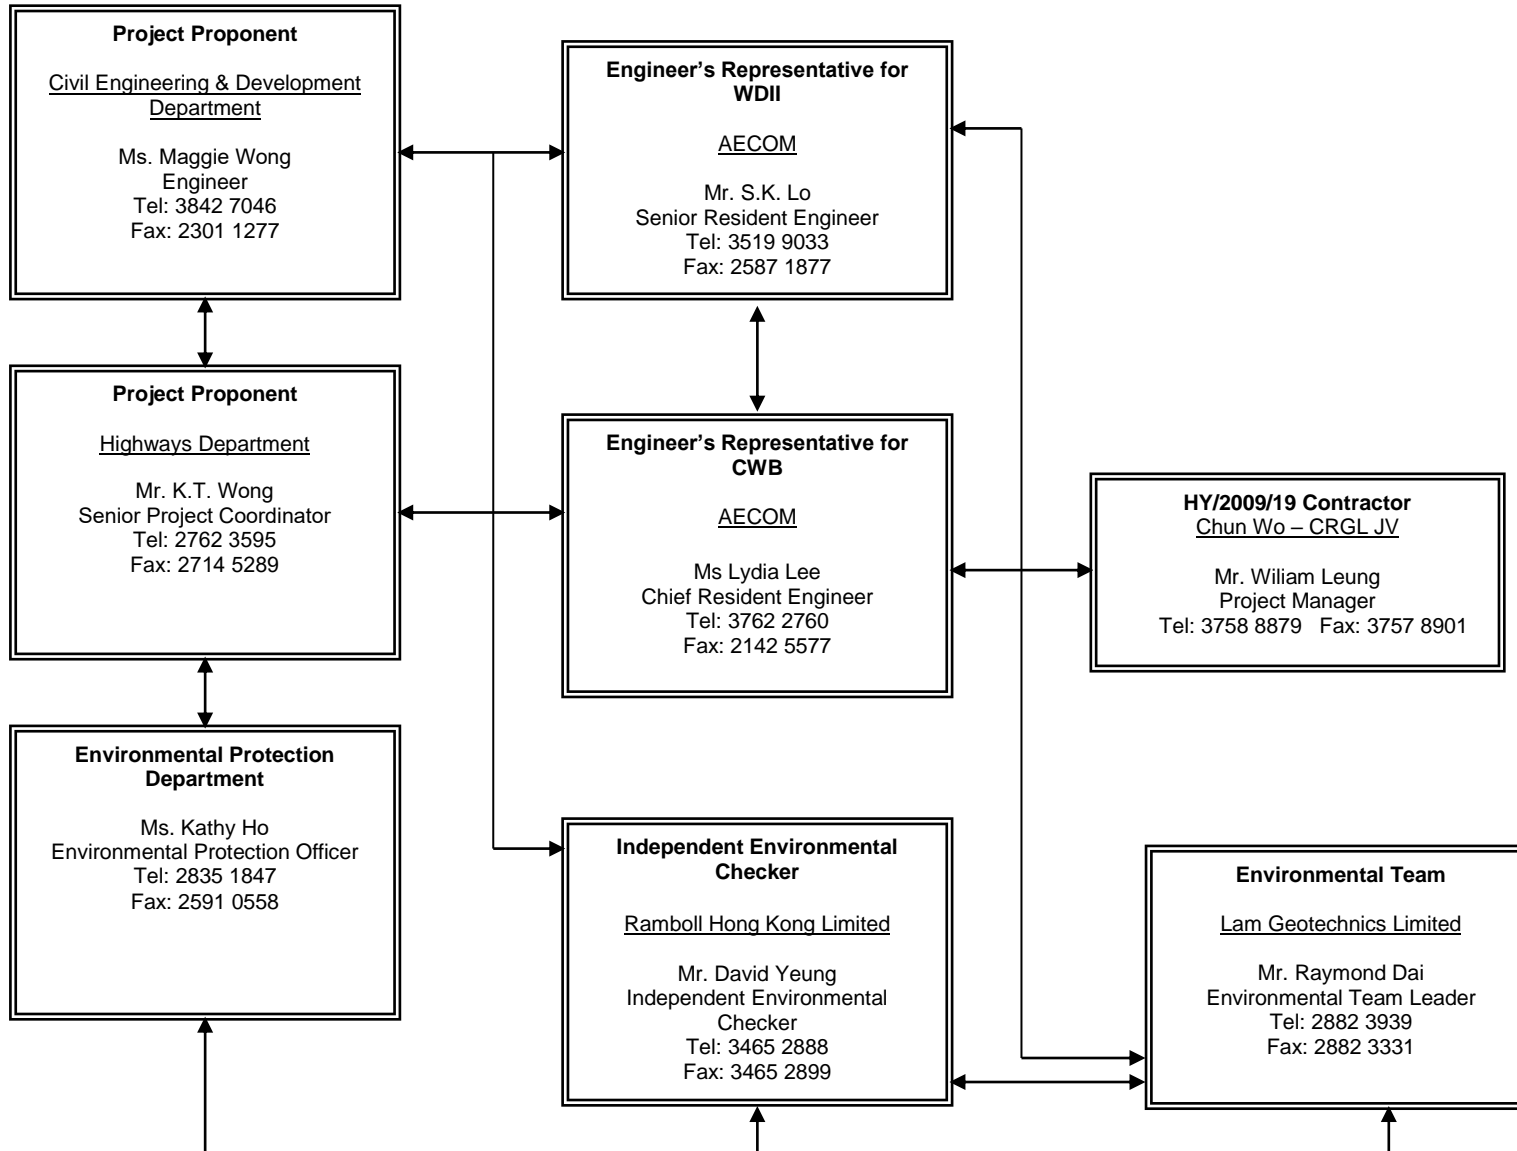 Project Proponent
Civil Engineering & Development
Department
Ms. Maggie Wong
Engineer
Tel: 3842 7046
Fax: 2301 1277
Engineer’s Representative for
WDII
AECOM
Mr. S.K. Lo
Senior Resident Engineer
Tel: 3519 9033
Fax: 2587 1877
Project Proponent
Highways Department
Mr. K.T. Wong
Senior Project Coordinator
Tel: 2762 3595
Fax: 2714 5289
Engineer’s Representative for
CWB
AECOM
Ms Lydia Lee
Chief Resident Engineer
Tel: 3762 2760
Fax: 2142 5577
HY/2009/19 Contractor
Chun Wo – CRGL JV
Mr. Wiliam Leung
Project Manager
Tel: 3758 8879   Fax: 3757 8901
Environmental Protection
Department
Ms. Kathy Ho
Environmental Protection Officer
Tel: 2835 1847
Fax: 2591 0558
Independent Environmental
Checker
Ramboll Hong Kong Limited
Mr. David Yeung
Independent Environmental
Checker
Tel: 3465 2888
Fax: 3465 2899
Environmental Team
Lam Geotechnics Limited
Mr. Raymond Dai
Environmental Team Leader
Tel: 2882 3939
Fax: 2882 3331